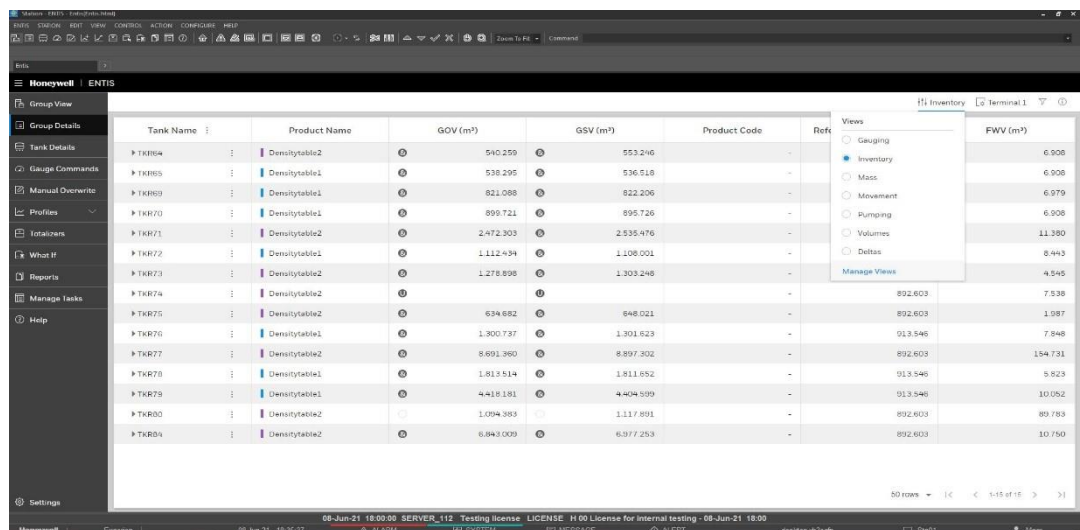 Station - ENTIS - Entis/Entis.html
ENTIS STATION EDIT VIEW CONTROL ACTION CONFIGURE HELP
Zoom To Fit Command
Entis
Honeywell | ENTIS
Group View
Group Details
Tank Details
Gauge Commands
Manual Overwrite
Profiles
Totalizers
What If
Reports
Manage Tasks
Help
Settings
Inventory Terminal 1
Views
Gauging
Inventory
Mass
Movement
Pumping
Volumes
Deltas
Manage Views
Tank Name Product Name GOV (m³) GSV (m³) Product Code FWV (m³)
TKR64 Densitytable2 540.259 553.246 - 6.908
TKR65 Densitytable1 538.295 536.518 - 6.908
TKR69 Densitytable2 821.088 822.206 - 6.979
TKR70 Densitytable1 899.721 895.726 - 6.908
TKR71 Densitytable2 2.472.303 2.535.476 - 11.380
TKR72 Densitytable1 1.112.434 1.108.001 - 8.443
TKR73 Densitytable2 1.278.898 1.303.248 - 4.545
TKR74 Densitytable2 - 892.603 7.538
TKR75 Densitytable2 634.682 648.021 - 892.603 1.987
TKR76 Densitytable1 1.300.737 1.301.623 - 913.546 7.848
TKR77 Densitytable2 8.691.360 8.897.302 - 892.603 154.731
TKR78 Densitytable1 1.813.514 1.811.652 - 913.546 5.823
TKR79 Densitytable1 4.418.181 4.404.599 - 913.546 10.052
TKR80 Densitytable2 1.094.383 1.117.891 - 892.603 89.783
TKR84 Densitytable2 6.843.009 6.977.253 - 892.603 10.750
50 rows 1-15 of 15
08-Jun-21 18:00:00 SERVER_112 Testing license LICENSE H 00 License for internal testing - 08-Jun-21 18:00